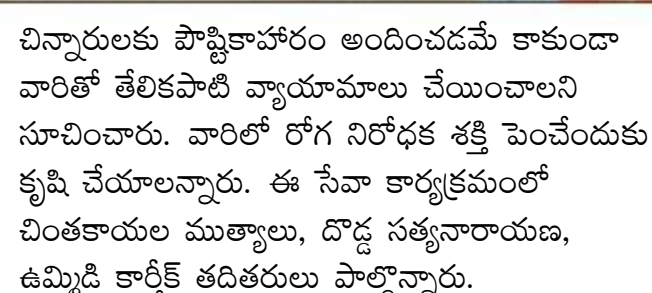 చిన్నారులకు పౌష్టికాహారం అందించడమే కాకుండా
వారితో తేలికపాటి వ్యాయామాలు చేయించాలని
సూచించారు. వారిలో రోగ నిరోధక శక్తి పెంచేందుకు
కృషి చేయాలన్నారు. ఈ సేవా కార్యక్రమంలో
చింతకాయల ముత్యాలు, దొడ్డ సత్యనారాయణ,
ఉమ్మిడి కార్తీక్ తదితరులు పాల్గొన్నారు.